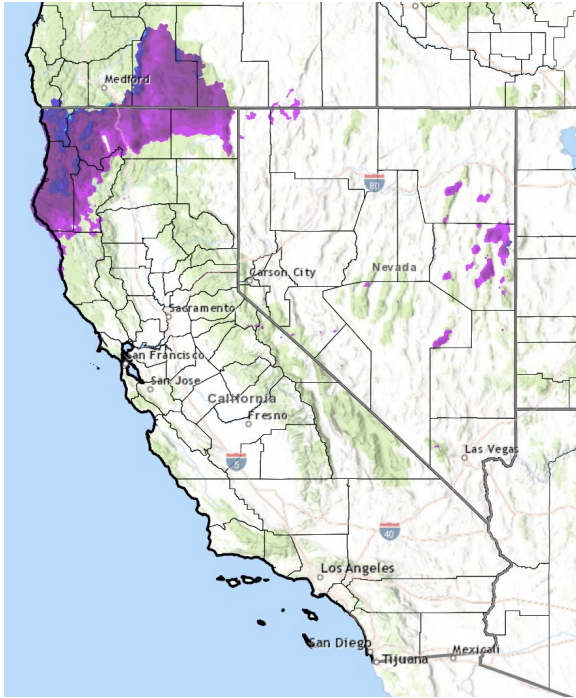 Medford
80
Carson City
Nevada
Sacramento
San Francisco
San Jose
California
Fresno
5
Las Vegas
40
Los Angeles
San Diego
Tijuana
Mexicali